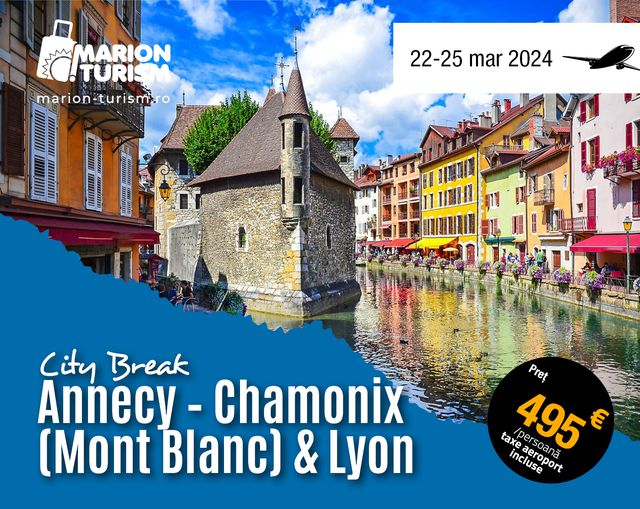 MARION
TURISM
marion-turism.ro
22-25 mar 2024
City Break
Annecy - Chamonix
(Mont Blanc) & Lyon
Preț
495 €
/persoană
taxe aeroport
incluse